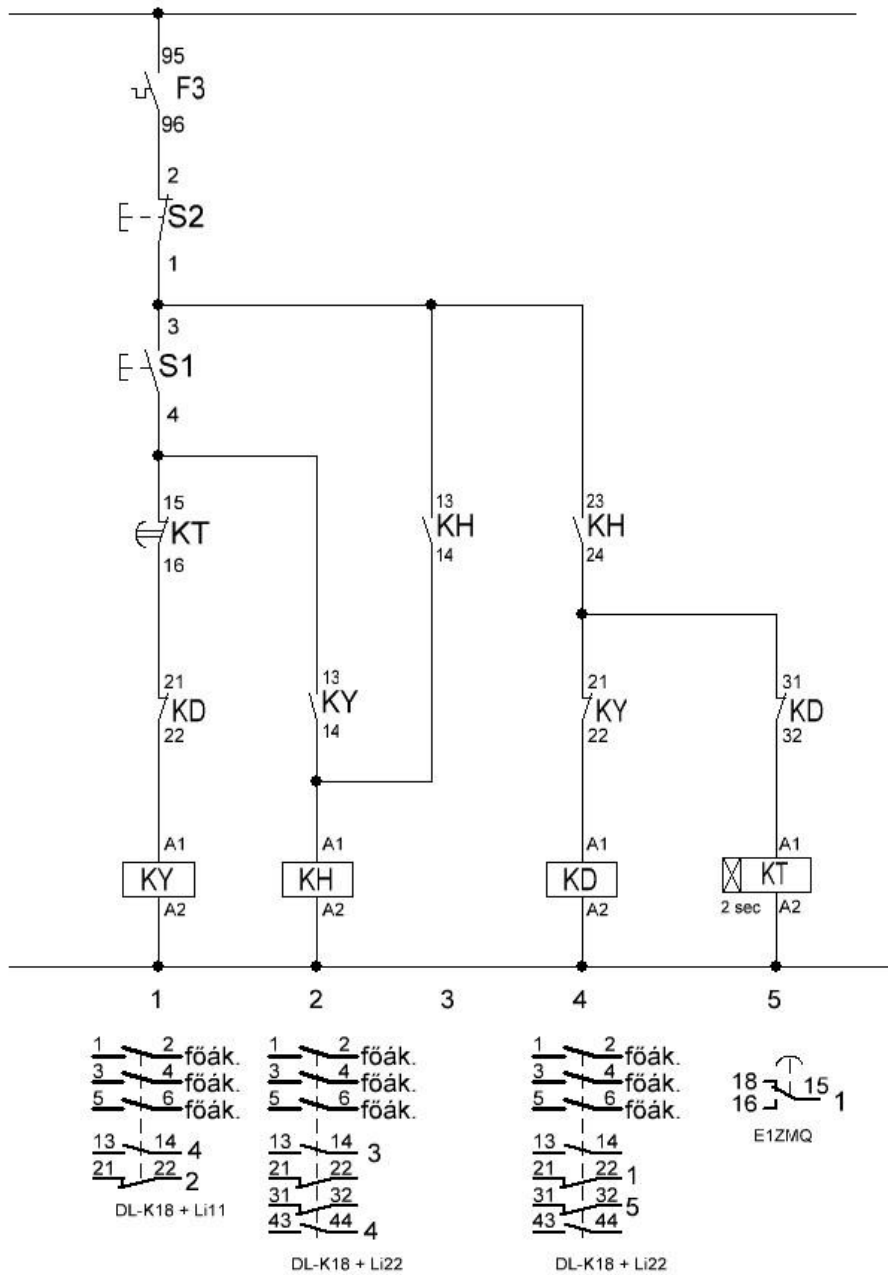 95
F3
96
2
S2
1
3
S1
4
15
KT
16
13
KH
14
23
KH
24
21
KD
22
13
KY
14
21
KY
22
31
KD
32
A1
KY
A2
A1
KH
A2
A1
KD
A2
A1
KT
2 sec A2
1 2 3 4 5
1 2 főák.
3 4 főák.
5 6 főák.
13 14 4
21 22 2
DL-K18 + Li11
1 2 főák.
3 4 főák.
5 6 főák.
13 14 3
21 22
31 32
43 44 4
DL-K18 + Li22
1 2 főák.
3 4 főák.
5 6 főák.
13 14
21 22 1
31 32 5
43 44
DL-K18 + Li22
18 15
16 1
E1ZMQ